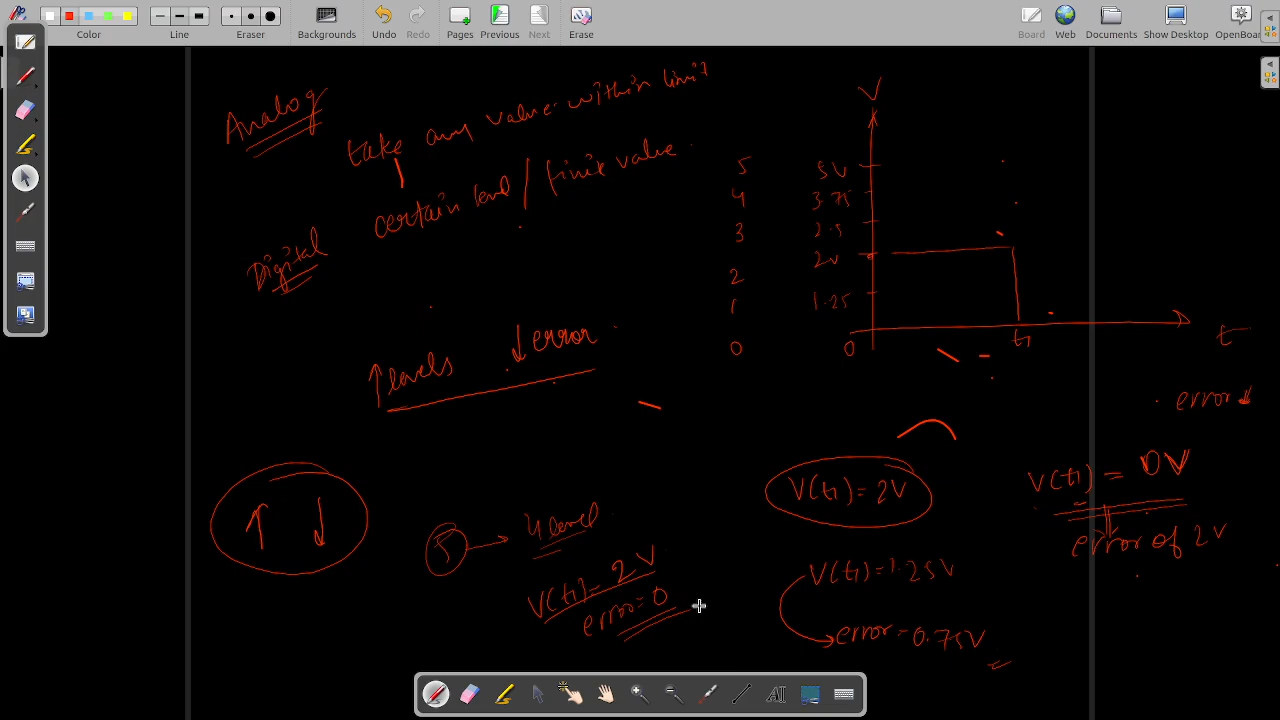 Color Line Eraser Backgrounds Undo Redo Pages Previous Next Erase Board Web Documents Show Desktop OpenBoar
Analog
take any value within limit
Digital
certain level / finite value
↑ levels ↓ error
↑ ↓
5 → 4 level
V(t1) = 2V
error = 0
V
5 5V
4 3.75
3 2.5
2 2V
1 1.25
0 0 t1 t
error ↓
V(t1) = 2V
V(t1) = 0V
error of 2V
V(t1) = 1.25V
error = 0.75V